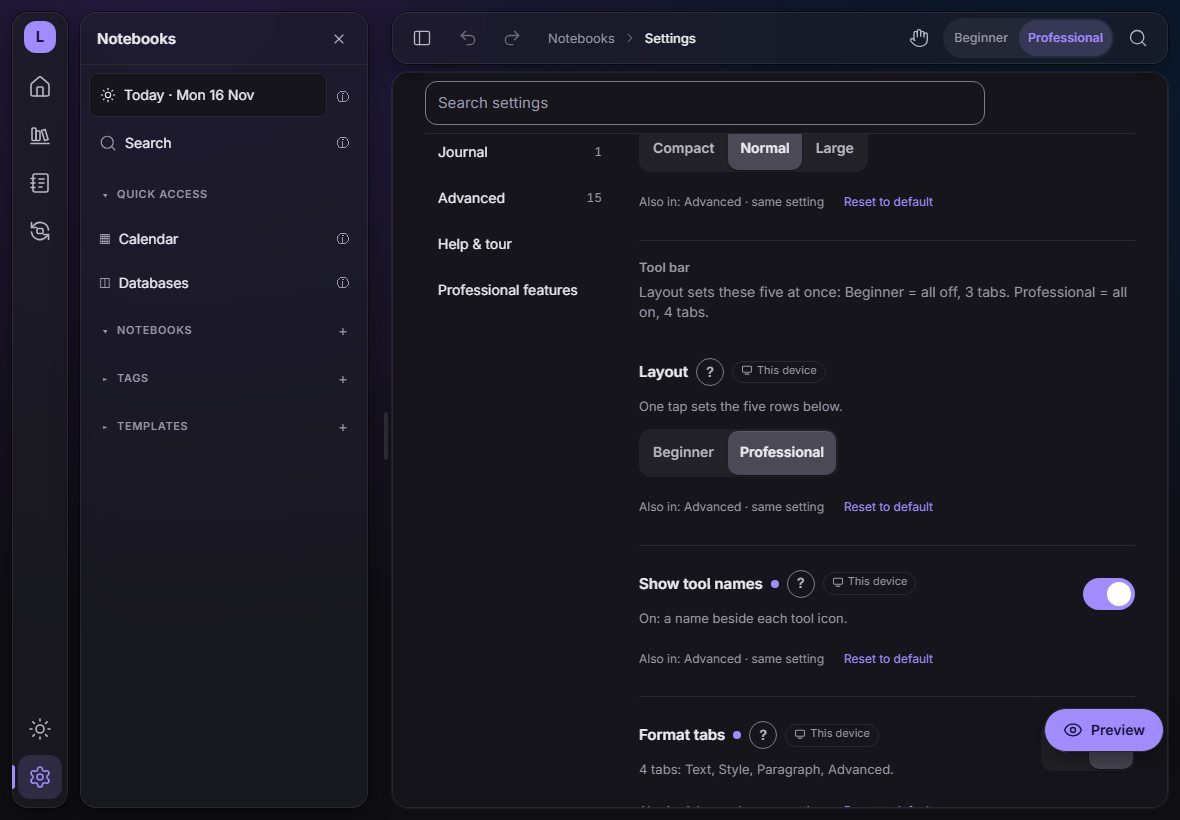 L
Notebooks
Today · Mon 16 Nov
Search
QUICK ACCESS
Calendar
Databases
NOTEBOOKS
TAGS
TEMPLATES
Notebooks
Settings
Beginner
Professional
Search settings
Journal 1
Advanced 15
Help & tour
Professional features
Compact Normal Large
Also in: Advanced · same setting Reset to default
Tool bar
Layout sets these five at once: Beginner = all off, 3 tabs. Professional = all
on, 4 tabs.
Layout ? This device
One tap sets the five rows below.
Beginner Professional
Also in: Advanced · same setting Reset to default
Show tool names ? This device
On: a name beside each tool icon.
Also in: Advanced · same setting Reset to default
Format tabs ? This device
4 tabs: Text, Style, Paragraph, Advanced.
Preview